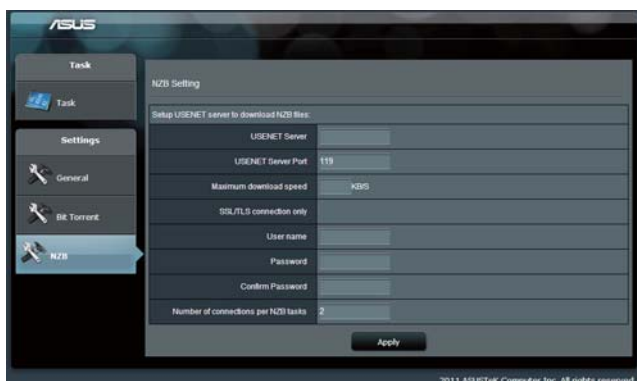 ASUS
Task
Task
Settings
General
Bit Torrent
NZB
NZB Setting
Setup USENET server to download NZB files:
USENET Server
USENET Server Port 119
Maximum download speed KB/S
SSL/TLS connection only
User name
Password
Confirm Password
Number of connections per NZB tasks 2
Apply
2011 ASUSTeK Computer Inc. All rights reserved